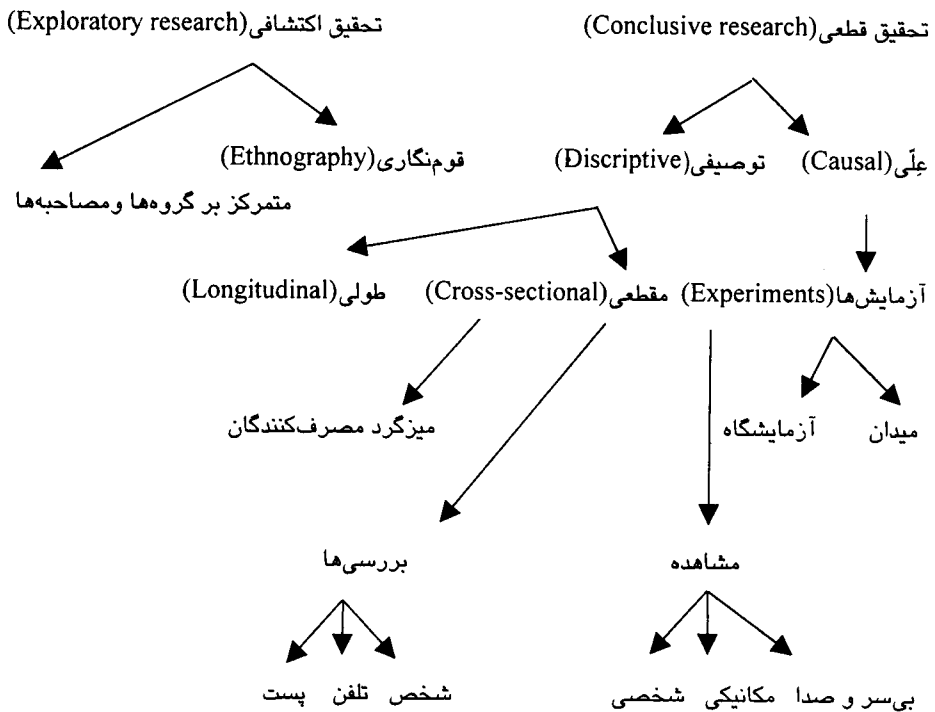 تحقیق قطعی(Conclusive research) تحقیق اکتشافی(Exploratory research)
عِلّی(Causal) توصیفی(Discriptive) قوم‌نگاری(Ethnography)
متمرکز بر گروه‌ها ومصاحبه‌ها
آزمایش‌ها(Experiments) مقطعی(Cross-sectional) طولی(Longitudinal)
میدان آزمایشگاه میزگرد مصرف‌کنندگان
مشاهده بررسی‌ها
بی‌سر و صدا مکانیکی شخصی شخص تلفن پست